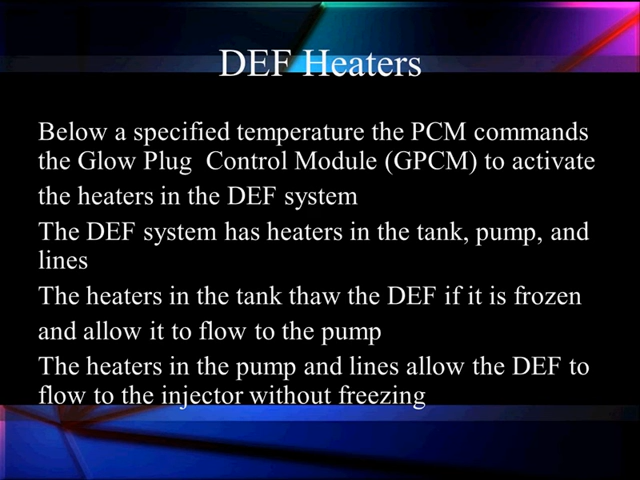 DEF Heaters
Below a specified temperature the PCM commands
the Glow Plug  Control Module (GPCM) to activate
the heaters in the DEF system
The DEF system has heaters in the tank, pump, and
lines
The heaters in the tank thaw the DEF if it is frozen
and allow it to flow to the pump
The heaters in the pump and lines allow the DEF to
flow to the injector without freezing